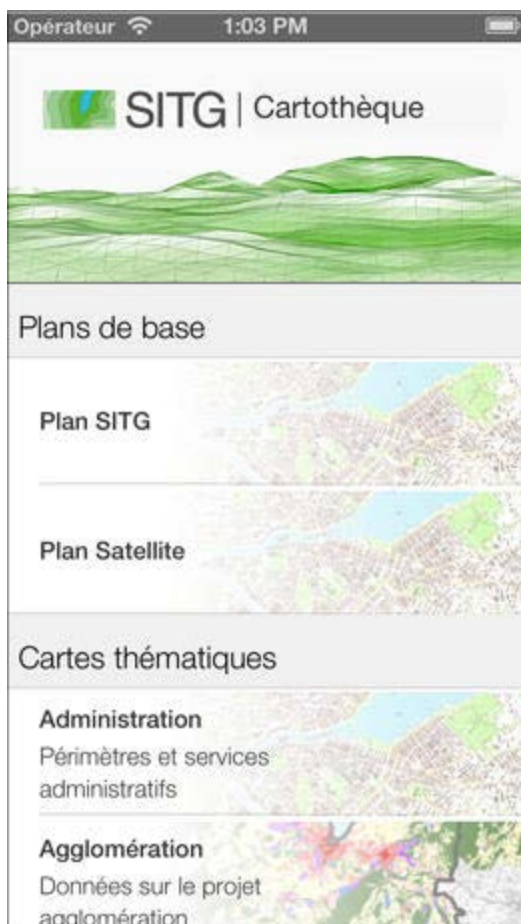 Opérateur 1:03 PM
SITG | Cartothèque
Plans de base
Plan SITG
Plan Satellite
Cartes thématiques
Administration
Périmètres et services
administratifs
Agglomération
Données sur le projet
agglomération